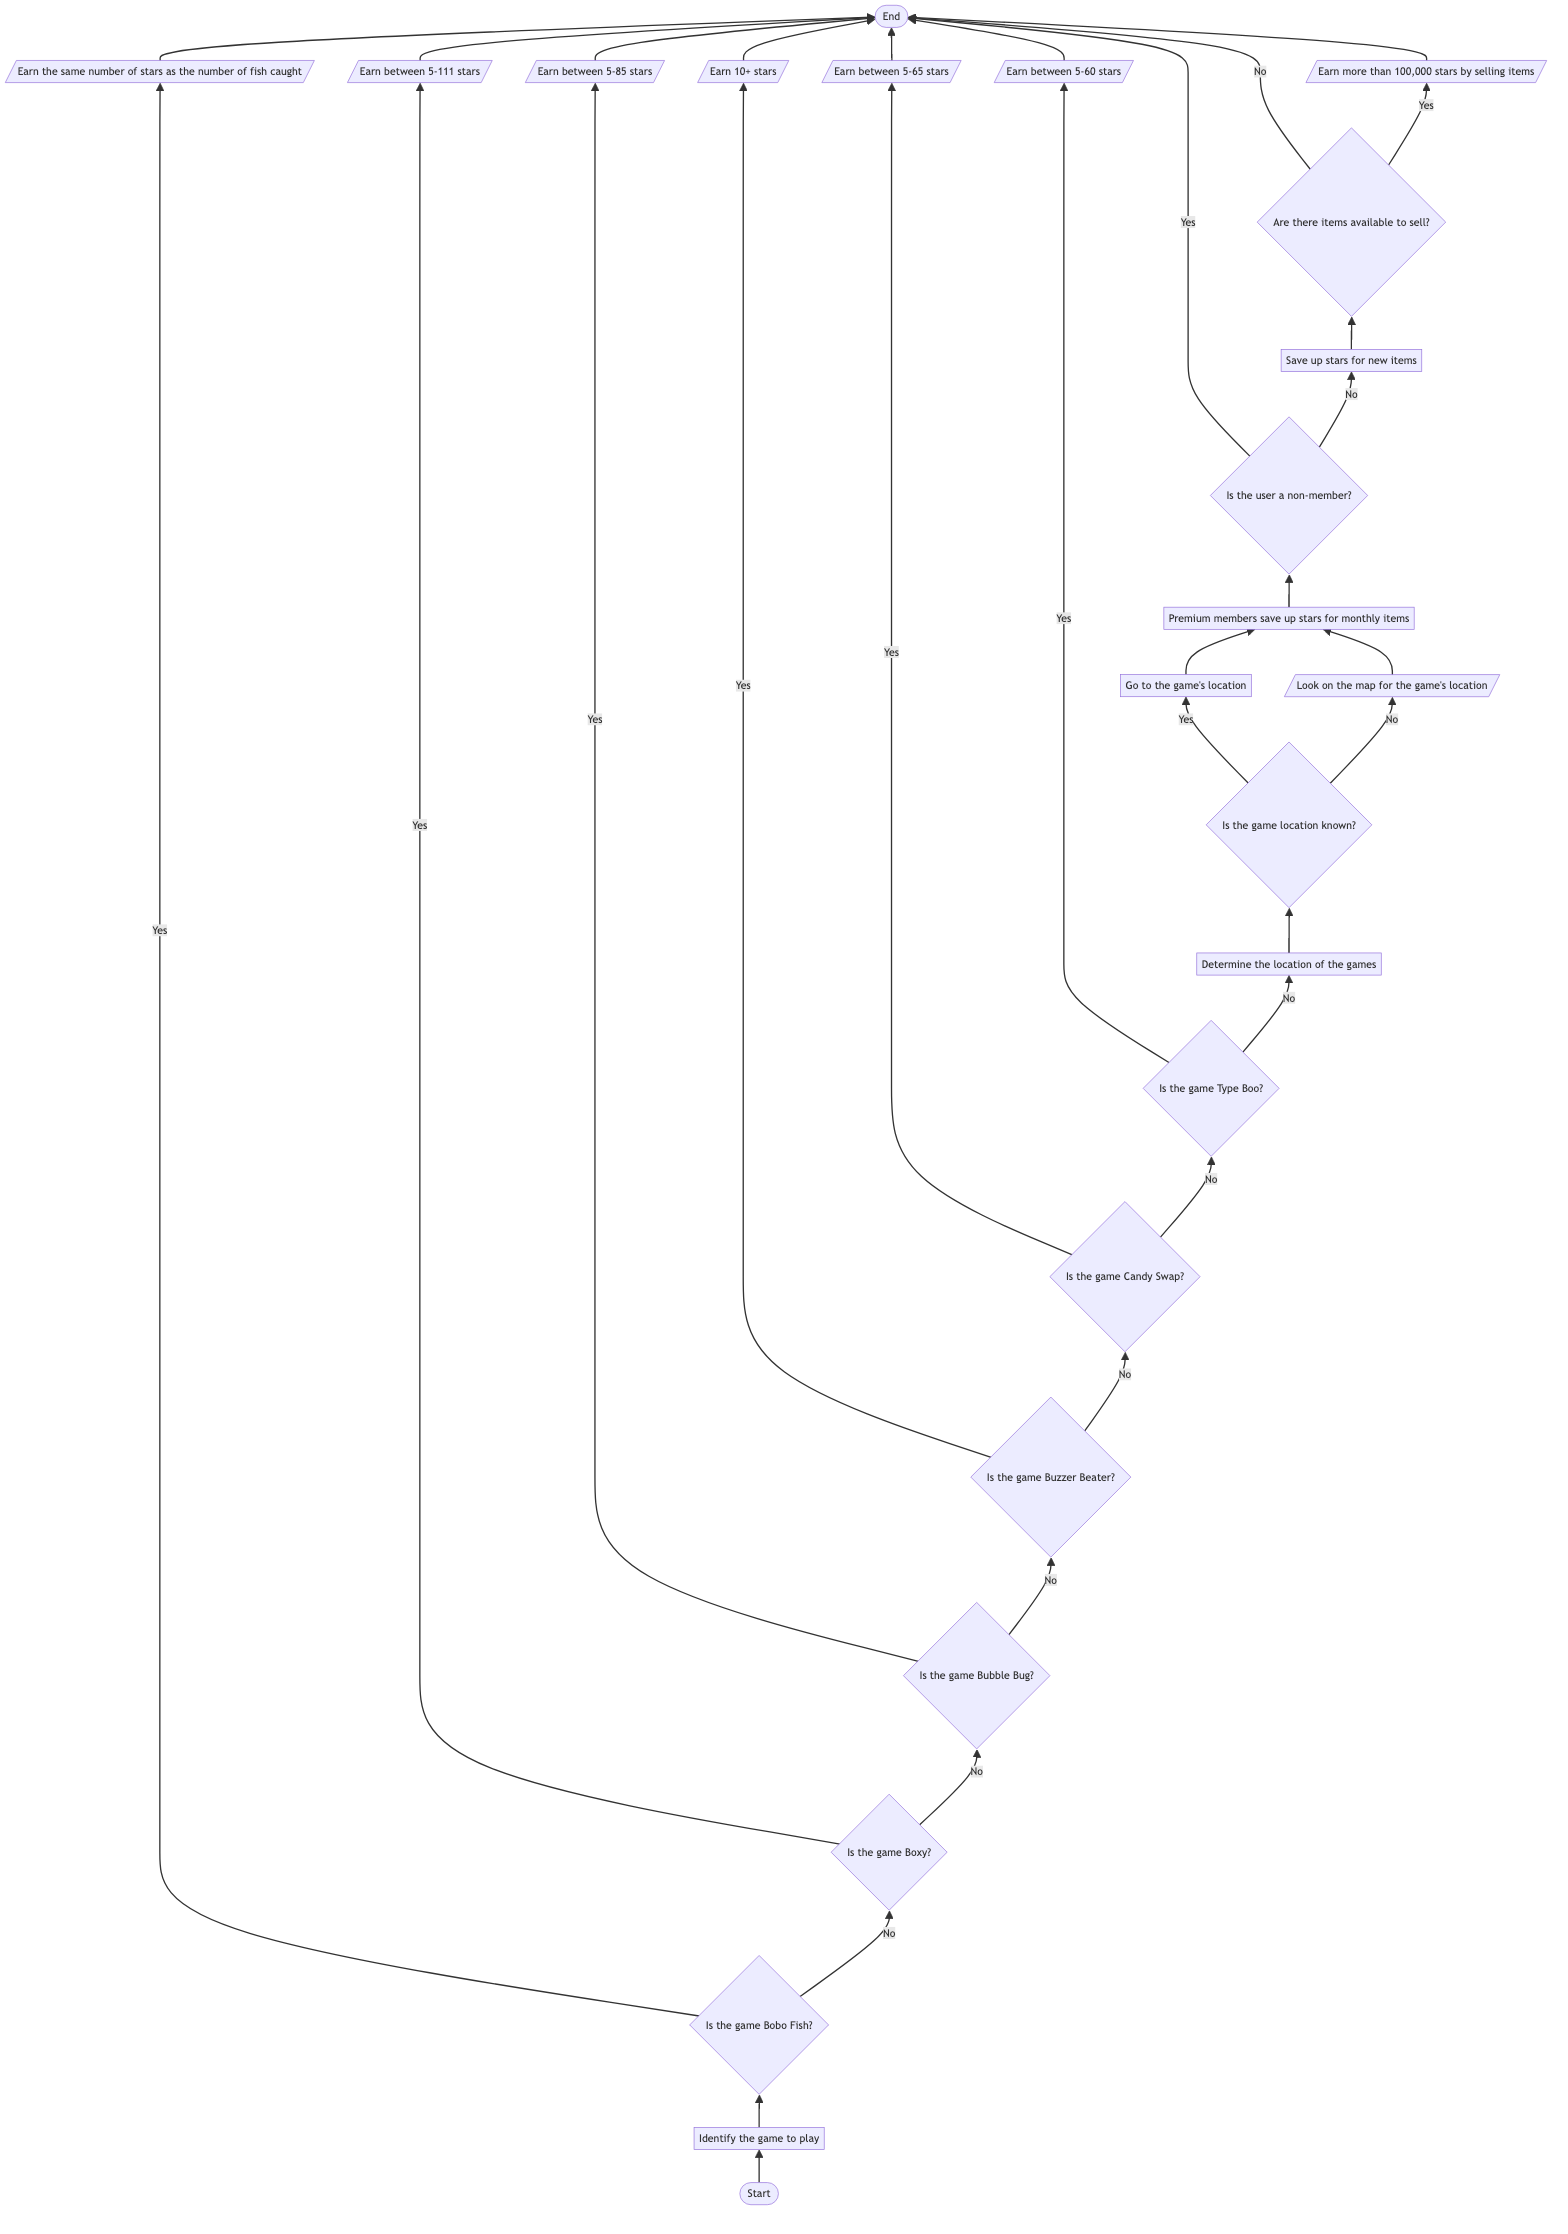 End
Earn the same number of stars as the number of fish caught
Earn between 5-111 stars
Earn between 5-85 stars
Earn 10+ stars
Earn between 5-65 stars
Earn between 5-60 stars
No
Earn more than 100,000 stars by selling items
Yes
Are there items available to sell?
Yes
Save up stars for new items
No
Is the user a non-member?
Yes
Premium members save up stars for monthly items
Yes
Yes
Go to the game's location
Look on the map for the game's location
Yes
Yes
No
Yes
Is the game location known?
Yes
Determine the location of the games
No
Is the game Type Boo?
No
Is the game Candy Swap?
No
Is the game Buzzer Beater?
No
Is the game Bubble Bug?
No
Is the game Boxy?
No
Is the game Bobo Fish?
Identify the game to play
Start